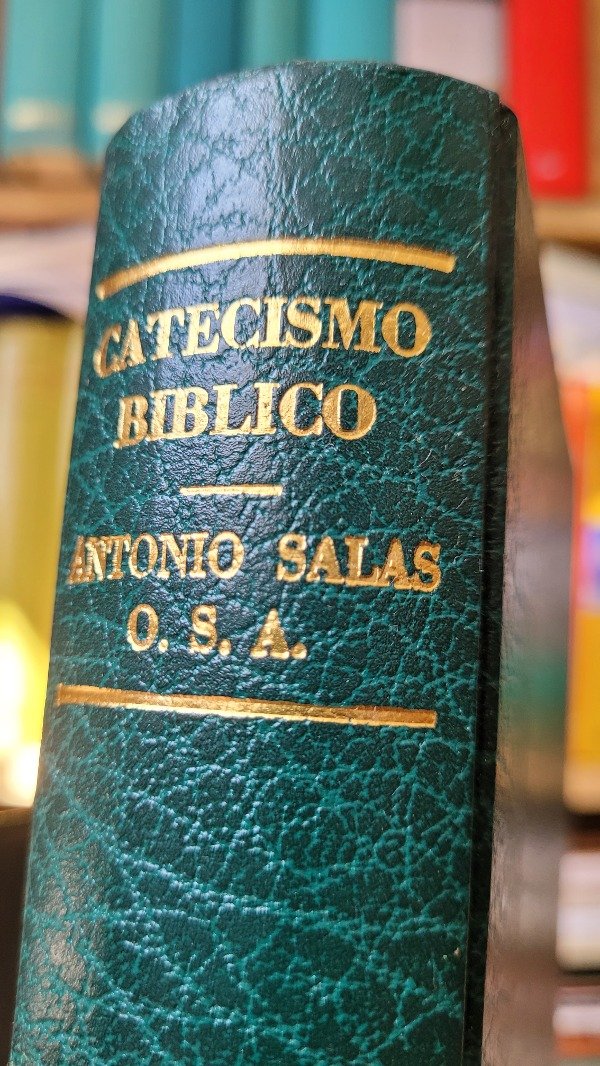 CATECISMO
BIBLICO
ANTONIO SALAS
O. S. A.